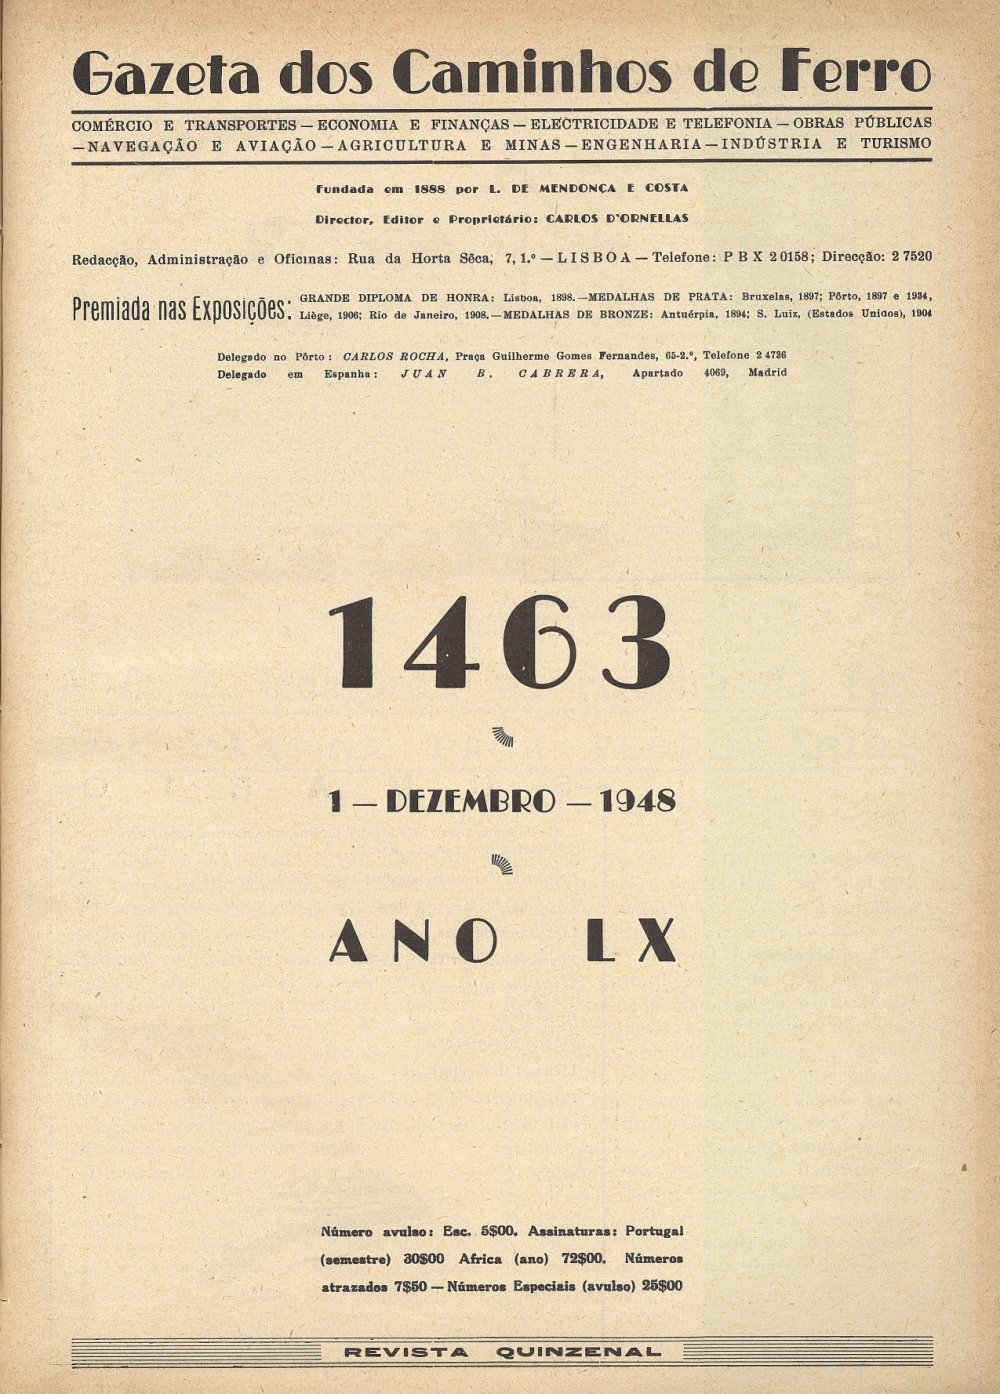 Gazeta dos Caminhos de Ferro
COMÉRCIO E TRANSPORTES — ECONOMIA E FINANÇAS — ELECTRICIDADE E TELEFONIA — OBRAS PÚBLICAS
— NAVEGAÇÃO E AVIAÇÃO — AGRICULTURA E MINAS — ENGENHARIA — INDÚSTRIA E TURISMO
Fundada em 1888 por L. DE MENDONÇA E COSTA
Director, Editor e Proprietário: CARLOS D'ORNELLAS
Redacção, Administração e Oficinas: Rua da Horta Sêca, 7, 1.º — LISBOA — Telefone: PBX 20158; Direcção: 27520
Premiada nas Exposições: GRANDE DIPLOMA DE HONRA: Lisboa, 1898. — MEDALHAS DE PRATA: Bruxelas, 1897; Pôrto, 1897 e 1934,
Liège, 1906; Rio de Janeiro, 1908. — MEDALHAS DE BRONZE: Antuérpia, 1894; S. Luiz, (Estados Unidos), 1904
Delegado no Pôrto: CARLOS ROCHA, Praça Guilherme Gomes Fernandes, 65-2.º, Telefone 24736
Delegado em Espanha: JUAN B. CABRERA, Apartado 4069, Madrid
1463
1 — DEZEMBRO — 1948
ANO LX
Número avulso: Esc. 5$00. Assinaturas: Portugal
(semestre) 30$00 Africa (ano) 72$00. Números
atrazados 7$50 — Números Especiais (avulso) 25$00
REVISTA QUINZENAL